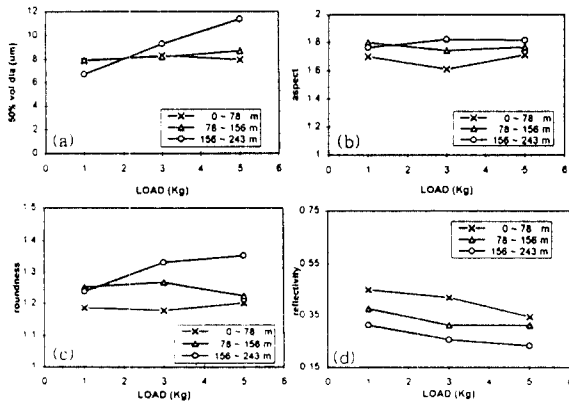 50% vol dia (um)
12
10
8
6
4
2
0
(a)
0 ~ 78 m
78 ~ 156 m
156 ~ 243 m
0 1 2 3 4 5 6
LOAD (Kg)
aspect
2
1.8
1.6
1.4
1.2
1
(b)
0 ~ 78 m
78 ~ 156 m
156 ~ 243 m
0 1 2 3 4 5 6
LOAD (Kg)
roundness
1.5
1.4
1.3
1.2
1.1
1
(c)
0 ~ 78 m
78 ~ 156 m
156 ~ 243 m
0 1 2 3 4 5 6
LOAD (Kg)
reflectivity
0.75
0.55
0.35
0.15
(d)
0 ~ 78 m
78 ~ 156 m
156 ~ 243 m
0 1 2 3 4 5 6
LOAD (Kg)